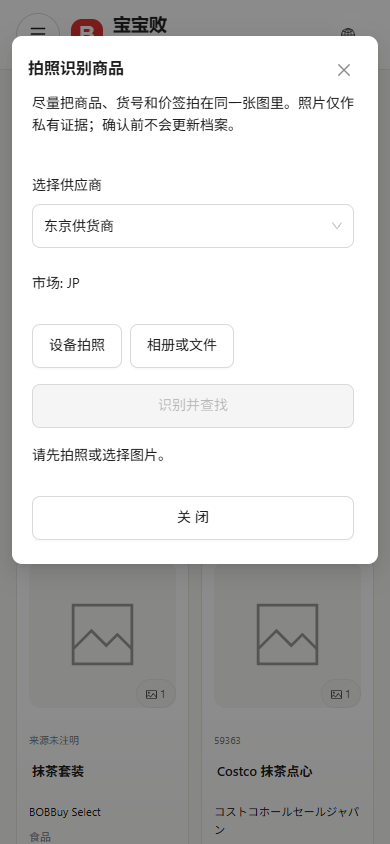 B 宝宝败
拍照识别商品
尽量把商品、货号和价签拍在同一张图里。照片仅作
私有证据；确认前不会更新档案。
选择供应商
东京供货商
市场: JP
设备拍照 相册或文件
识别并查找
请先拍照或选择图片。
关 闭
1 1
来源未注明 59363
抹茶套装 Costco 抹茶点心
BOBBuy Select コストコホールセールジャパ
ン
食品